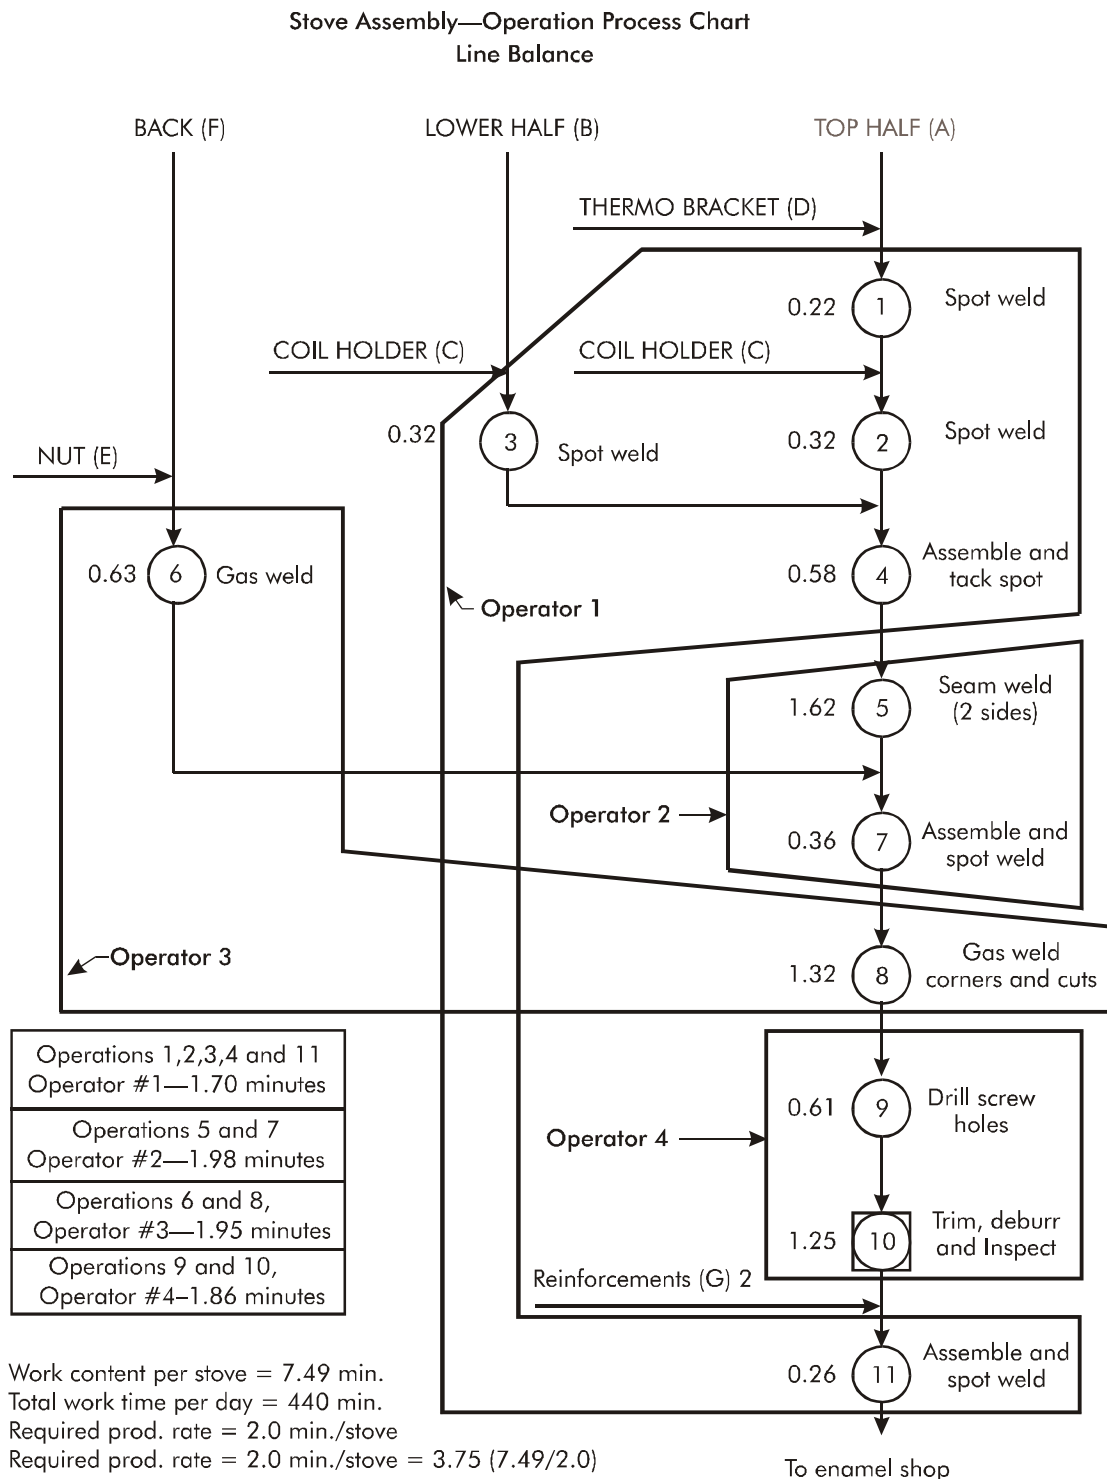 Stove Assembly—Operation Process Chart
Line Balance
BACK (F)
LOWER HALF (B)
TOP HALF (A)
THERMO BRACKET (D)
0.22
1
Spot weld
COIL HOLDER (C)
COIL HOLDER (C)
0.32
3
Spot weld
0.32
2
Spot weld
NUT (E)
0.63
6
Gas weld
0.58
4
Assemble and
tack spot
Operator 1
1.62
5
Seam weld
(2 sides)
Operator 2
0.36
7
Assemble and
spot weld
Operator 3
1.32
8
Gas weld
corners and cuts
Operations 1,2,3,4 and 11
Operator #1—1.70 minutes
Operations 5 and 7
Operator #2—1.98 minutes
Operations 6 and 8,
Operator #3—1.95 minutes
Operations 9 and 10,
Operator #4–1.86 minutes
0.61
9
Drill screw
holes
Operator 4
1.25
10
Trim, deburr
and Inspect
Reinforcements (G) 2
0.26
11
Assemble and
spot weld
Work content per stove = 7.49 min.
Total work time per day = 440 min.
Required prod. rate = 2.0 min./stove
Required prod. rate = 2.0 min./stove = 3.75 (7.49/2.0)
To enamel shop